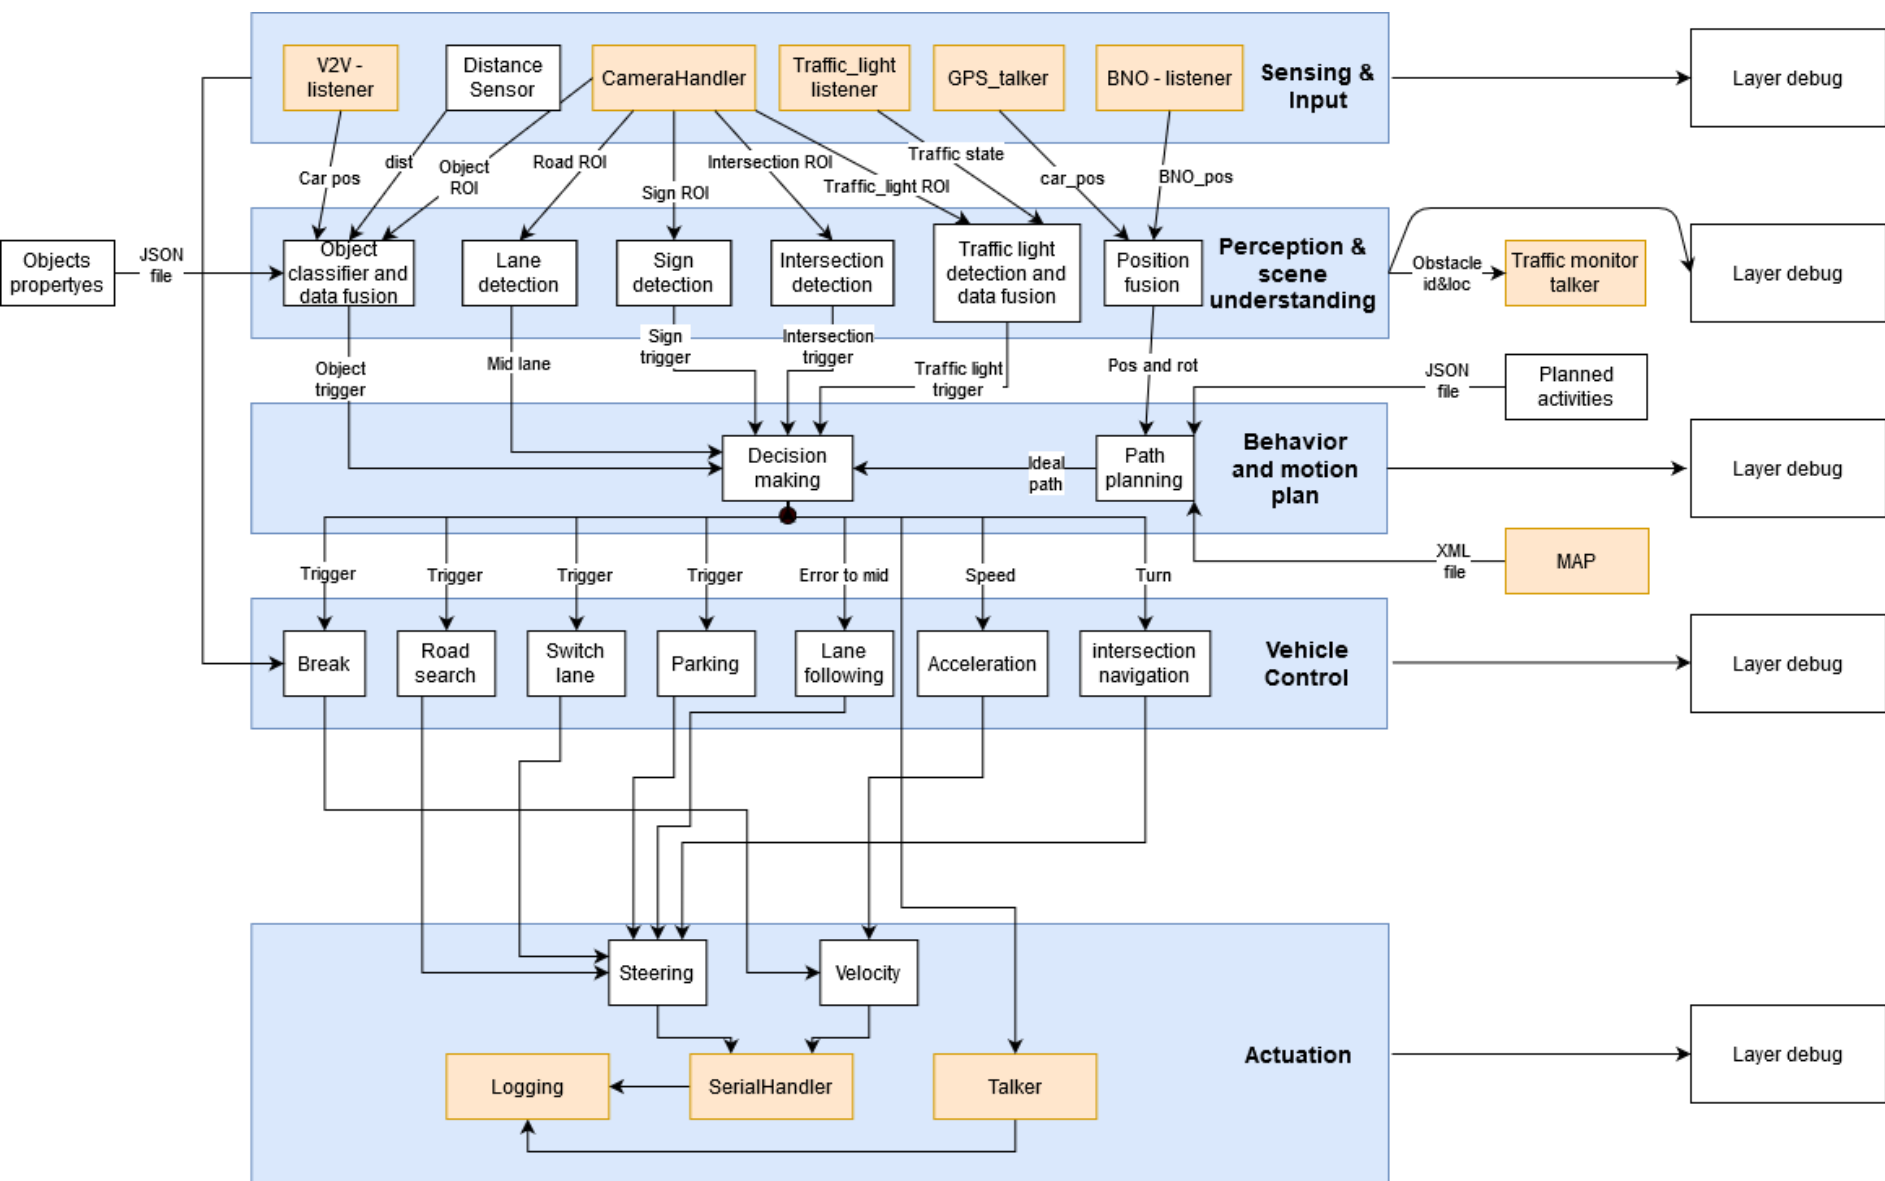 V2V -
listener
Distance
Sensor
CameraHandler
Traffic_light
listener
GPS_talker
BNO - listener
Sensing &
Input
Layer debug
Car pos
dist
Object
ROI
Road ROI
Sign ROI
Intersection ROI
Traffic_light ROI
Traffic state
car_pos
BNO_pos
Objects
propertyes
JSON
file
Object
classifier and
data fusion
Lane
detection
Sign
detection
Intersection
detection
Traffic light
detection and
data fusion
Position
fusion
Perception &
scene
understanding
Obstacle
id&loc
Traffic monitor
talker
Layer debug
Object
trigger
Mid lane
Sign
trigger
Intersection
trigger
Traffic light
trigger
Pos and rot
JSON
file
Planned
activities
Decision
making
Ideal
path
Path
planning
Behavior
and motion
plan
Layer debug
XML
file
MAP
Trigger
Trigger
Trigger
Trigger
Error to mid
Speed
Turn
Break
Road
search
Switch
lane
Parking
Lane
following
Acceleration
intersection
navigation
Vehicle
Control
Layer debug
Steering
Velocity
Logging
SerialHandler
Talker
Actuation
Layer debug